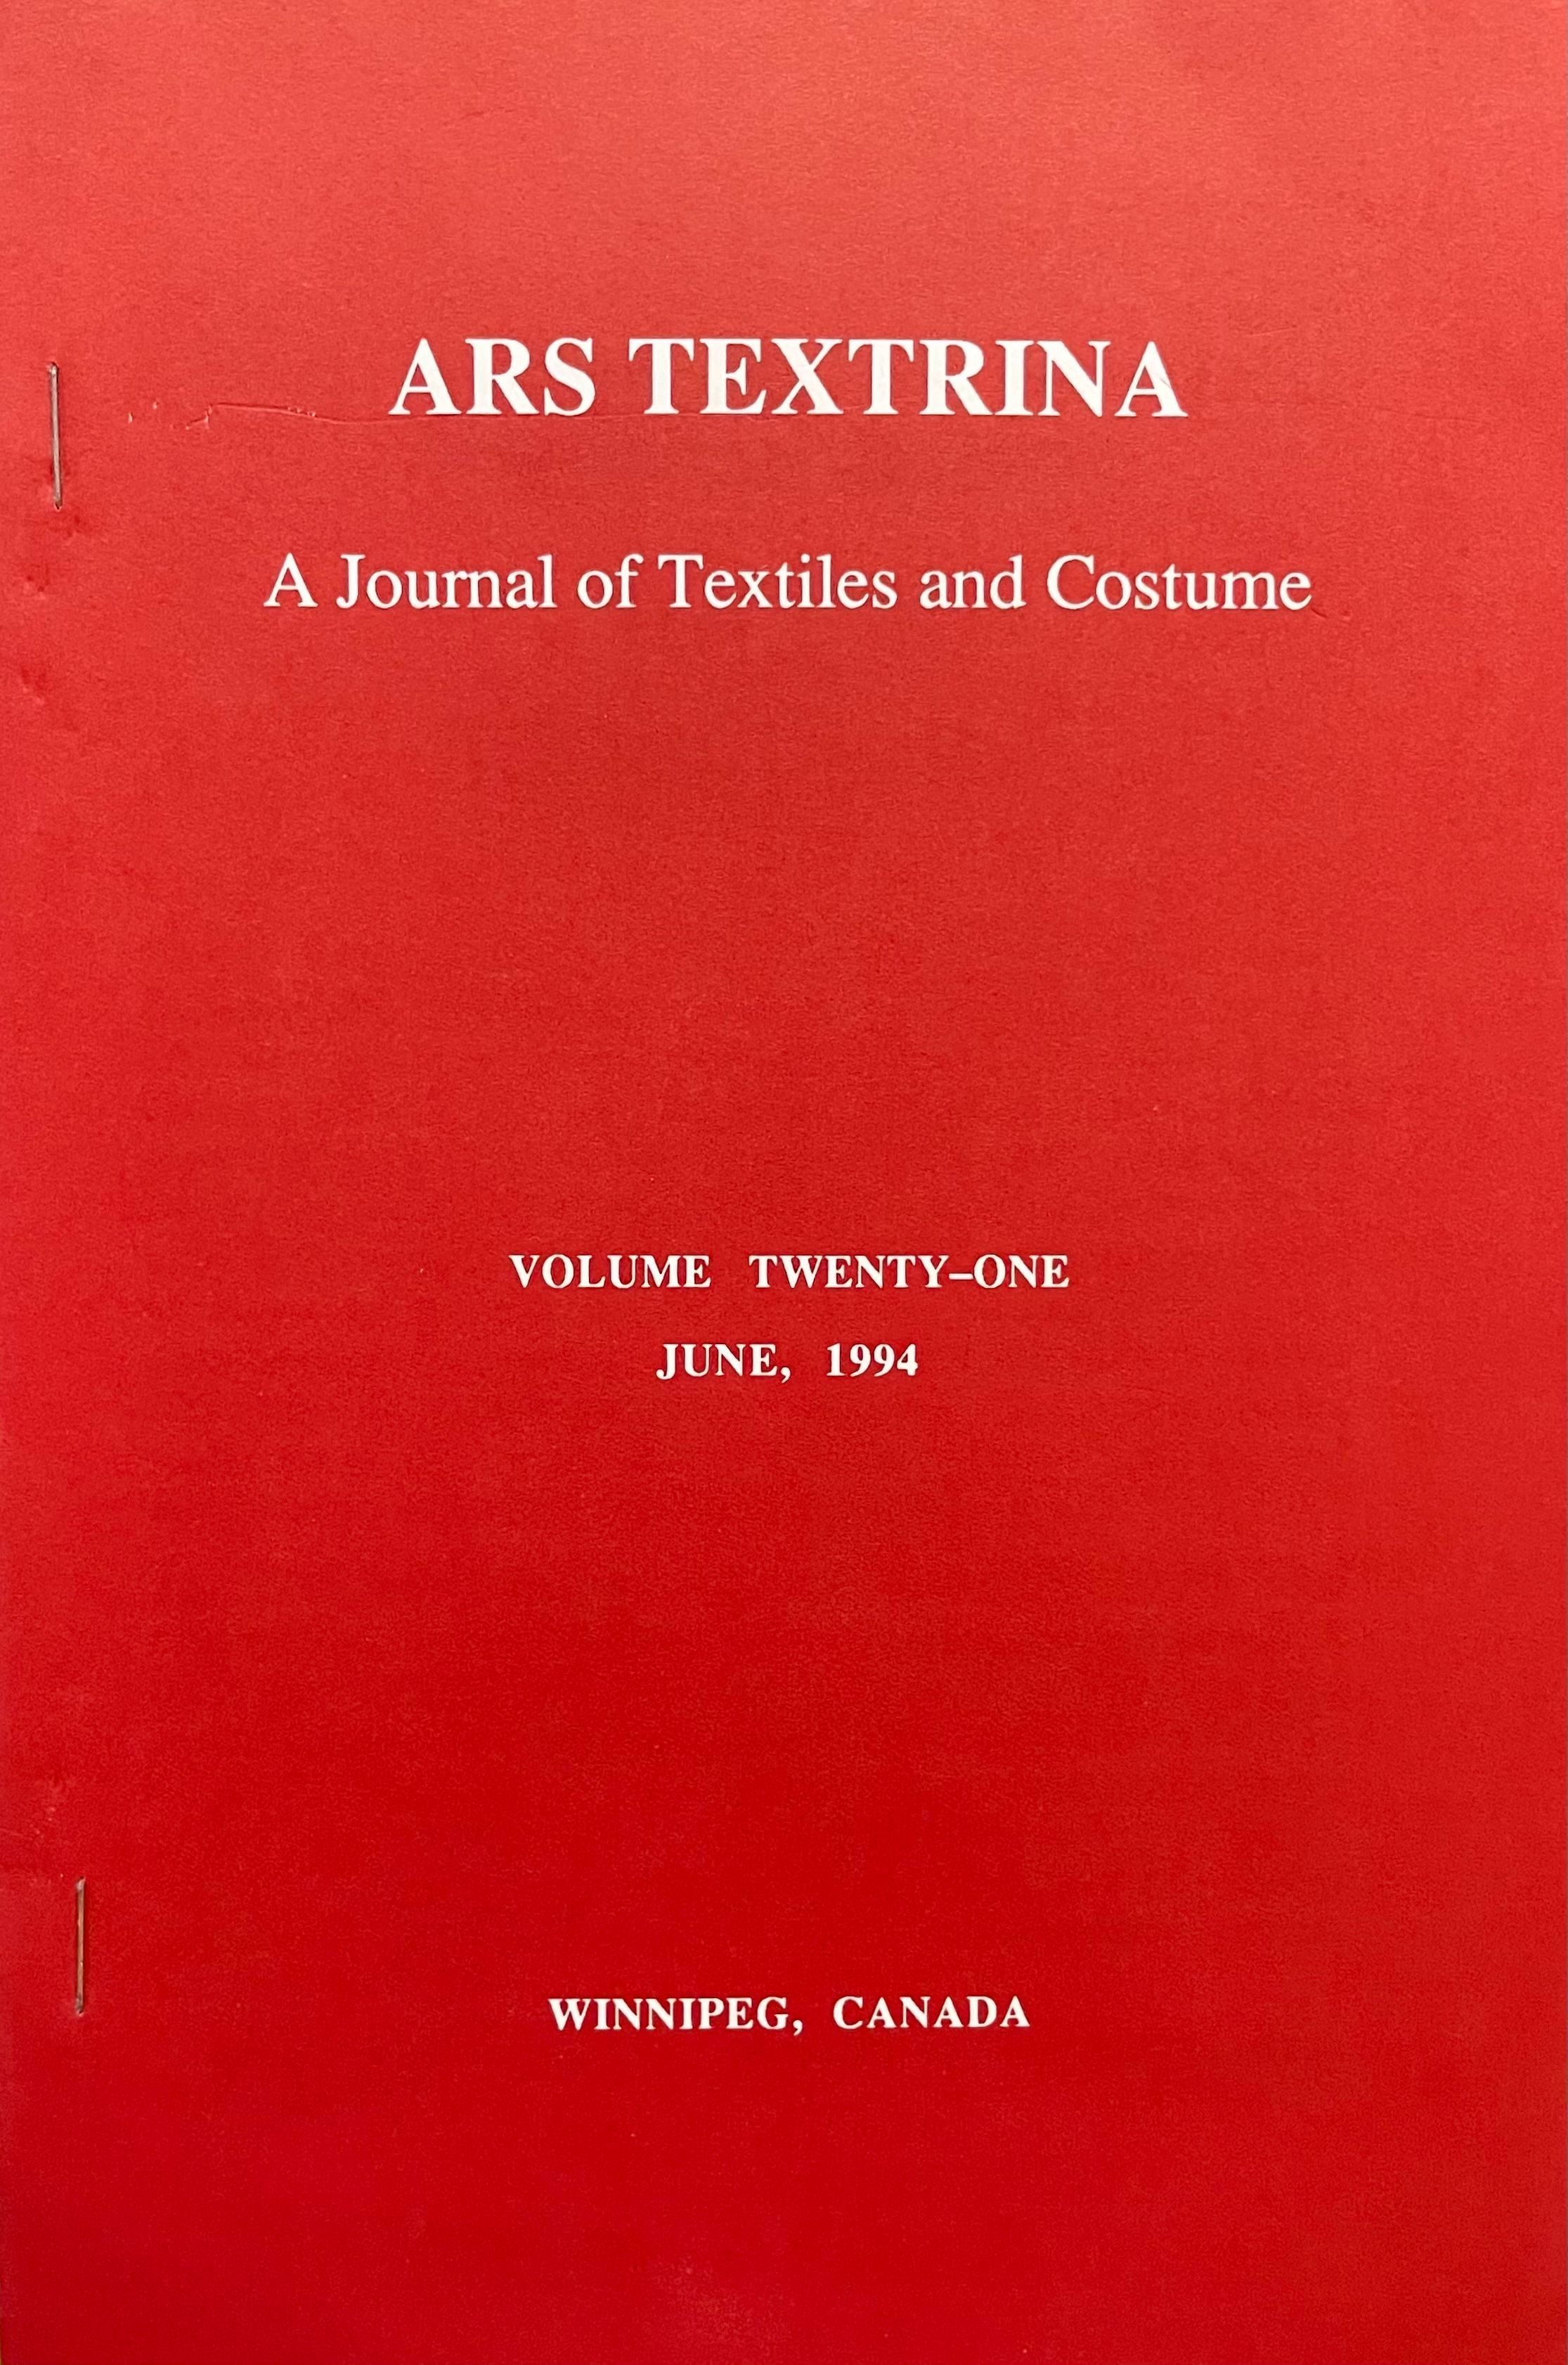 ARS TEXTRINA
A Journal of Textiles and Costume
VOLUME TWENTY–ONE
JUNE, 1994
WINNIPEG, CANADA